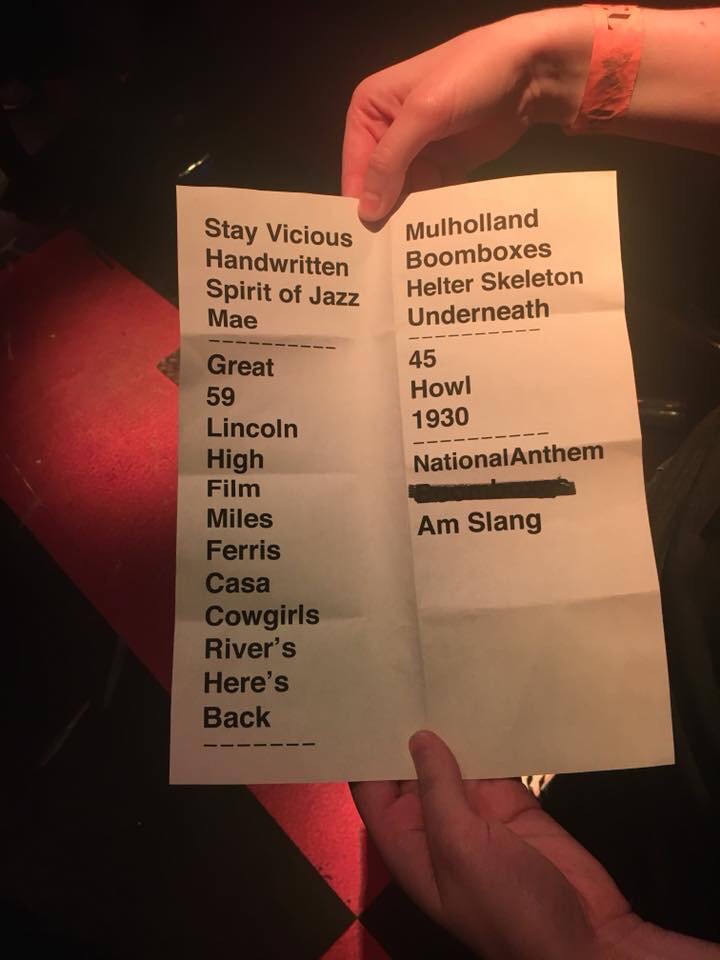 Stay Vicious
Handwritten
Spirit of Jazz
Mae
----------
Great
59
Lincoln
High
Film
Miles
Ferris
Casa
Cowgirls
River's
Here's
Back
-------
Mulholland
Boomboxes
Helter Skeleton
Underneath
----------
45
Howl
1930
----------
NationalAnthem
Am Slang